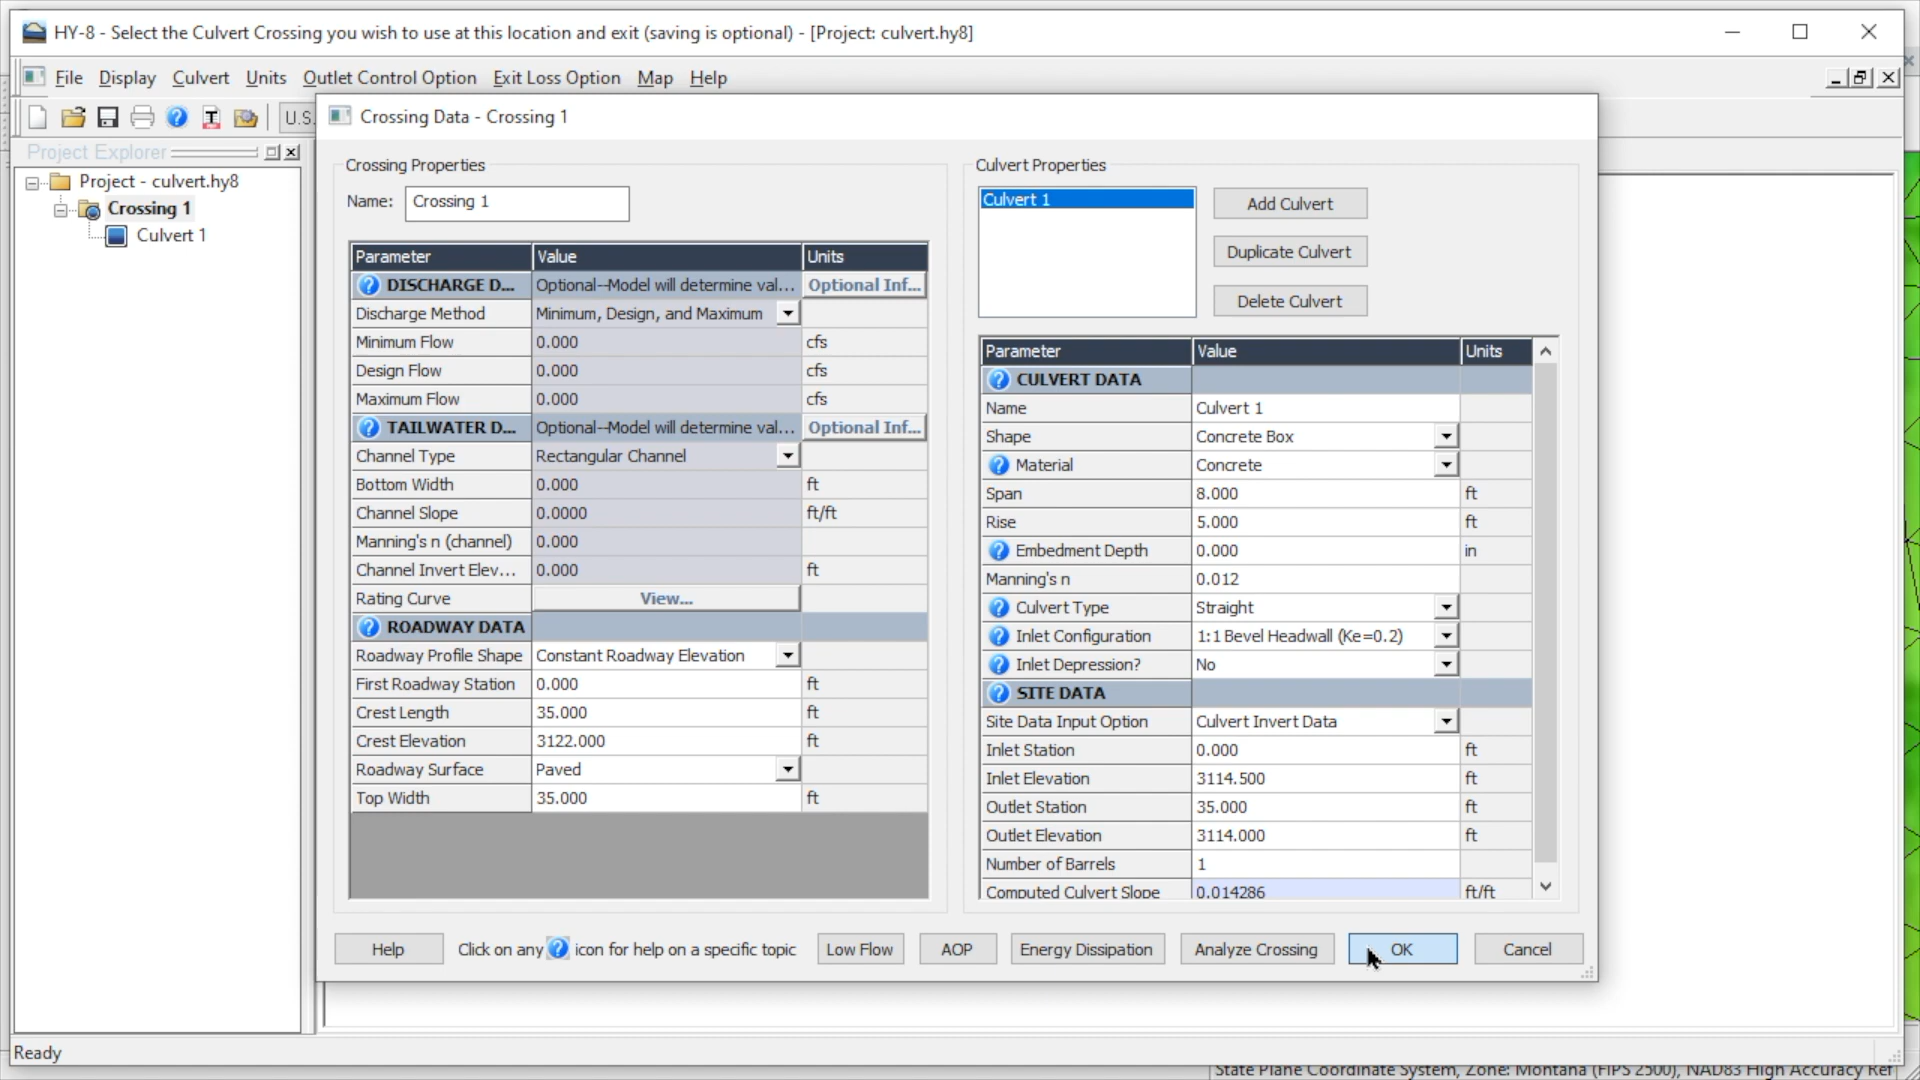 HY-8 - Select the Culvert Crossing you wish to use at this location and exit (saving is optional) - [Project: culvert.hy8]
File Display Culvert Units Outlet Control Option Exit Loss Option Map Help
U.S.
Project Explorer
Project - culvert.hy8
Crossing 1
Culvert 1
Crossing Data - Crossing 1
Crossing Properties
Name: Crossing 1
Parameter Value Units
DISCHARGE D... Optional--Model will determine val... Optional Inf...
Discharge Method Minimum, Design, and Maximum
Minimum Flow 0.000 cfs
Design Flow 0.000 cfs
Maximum Flow 0.000 cfs
TAILWATER D... Optional--Model will determine val... Optional Inf...
Channel Type Rectangular Channel
Bottom Width 0.000 ft
Channel Slope 0.0000 ft/ft
Manning's n (channel) 0.000
Channel Invert Elev... 0.000 ft
Rating Curve View...
ROADWAY DATA
Roadway Profile Shape Constant Roadway Elevation
First Roadway Station 0.000 ft
Crest Length 35.000 ft
Crest Elevation 3122.000 ft
Roadway Surface Paved
Top Width 35.000 ft
Culvert Properties
Culvert 1
Add Culvert
Duplicate Culvert
Delete Culvert
Parameter Value Units
CULVERT DATA
Name Culvert 1
Shape Concrete Box
Material Concrete
Span 8.000 ft
Rise 5.000 ft
Embedment Depth 0.000 in
Manning's n 0.012
Culvert Type Straight
Inlet Configuration 1:1 Bevel Headwall (Ke=0.2)
Inlet Depression? No
SITE DATA
Site Data Input Option Culvert Invert Data
Inlet Station 0.000 ft
Inlet Elevation 3114.500 ft
Outlet Station 35.000 ft
Outlet Elevation 3114.000 ft
Number of Barrels 1
Computed Culvert Slope 0.014286 ft/ft
Help Click on any ? icon for help on a specific topic Low Flow AOP Energy Dissipation Analyze Crossing OK Cancel
Ready
State Plane Coordinate System, Zone: Montana (FIPS 2500), NAD83 High Accuracy Ref